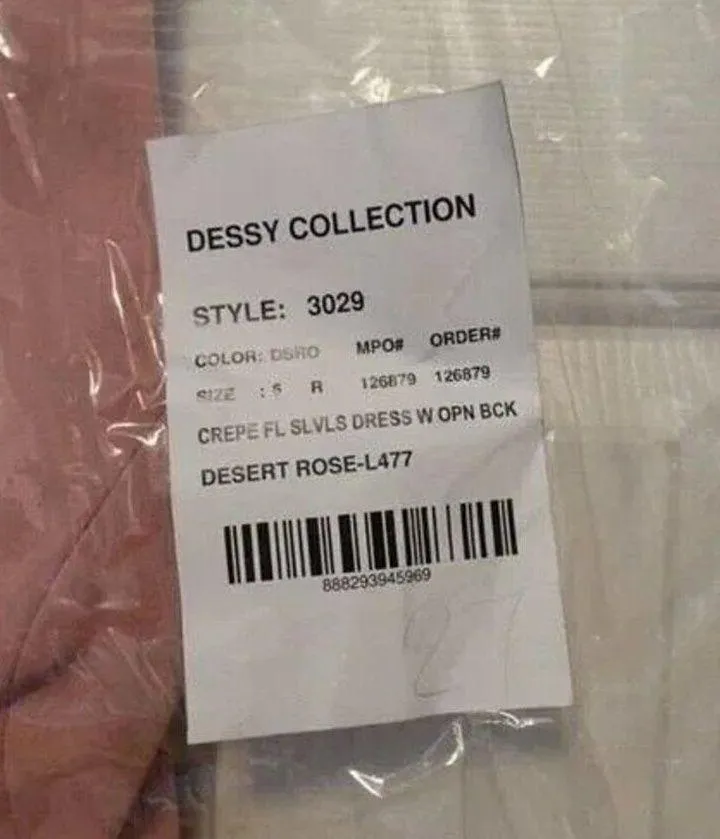 DESSY COLLECTION
STYLE: 3029
COLOR: DSRO MPO# ORDER#
SIZE : 6 R 126879 126879
CREPE FL SLVLS DRESS W OPN BCK
DESERT ROSE-L477
888293945969